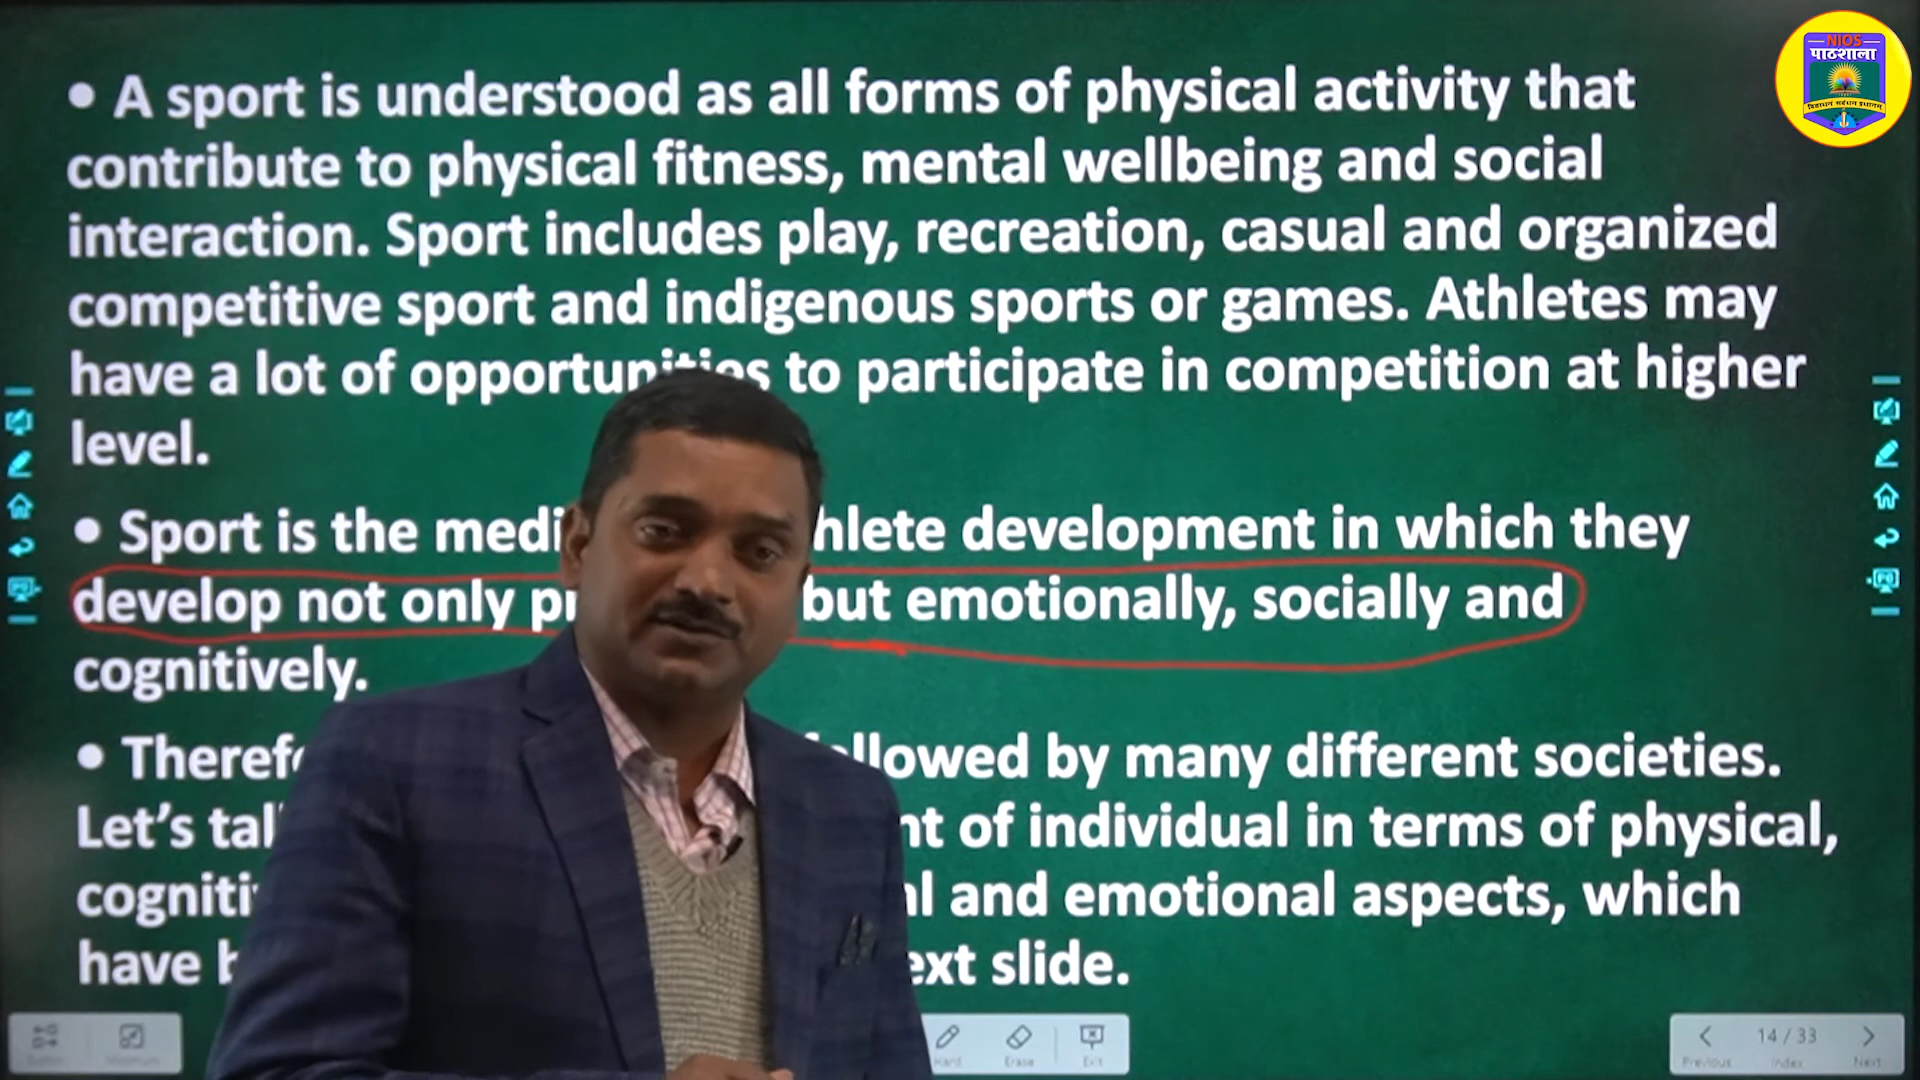 • A sport is understood as all forms of physical activity that
contribute to physical fitness, mental wellbeing and social
interaction. Sport includes play, recreation, casual and organized
competitive sport and indigenous sports or games. Athletes may
have a lot of opportunities to participate in competition at higher
level.
• Sport is the medi hlete development in which they
develop not only but emotionally, socially and
cognitively.
• Theref llowed by many different societies.
Let's tal nt of individual in terms of physical,
cogniti and emotional aspects, which
have ext slide.
NIOS
पाठशाला
Hard Erase Exit
14 / 33
Previous Index Next